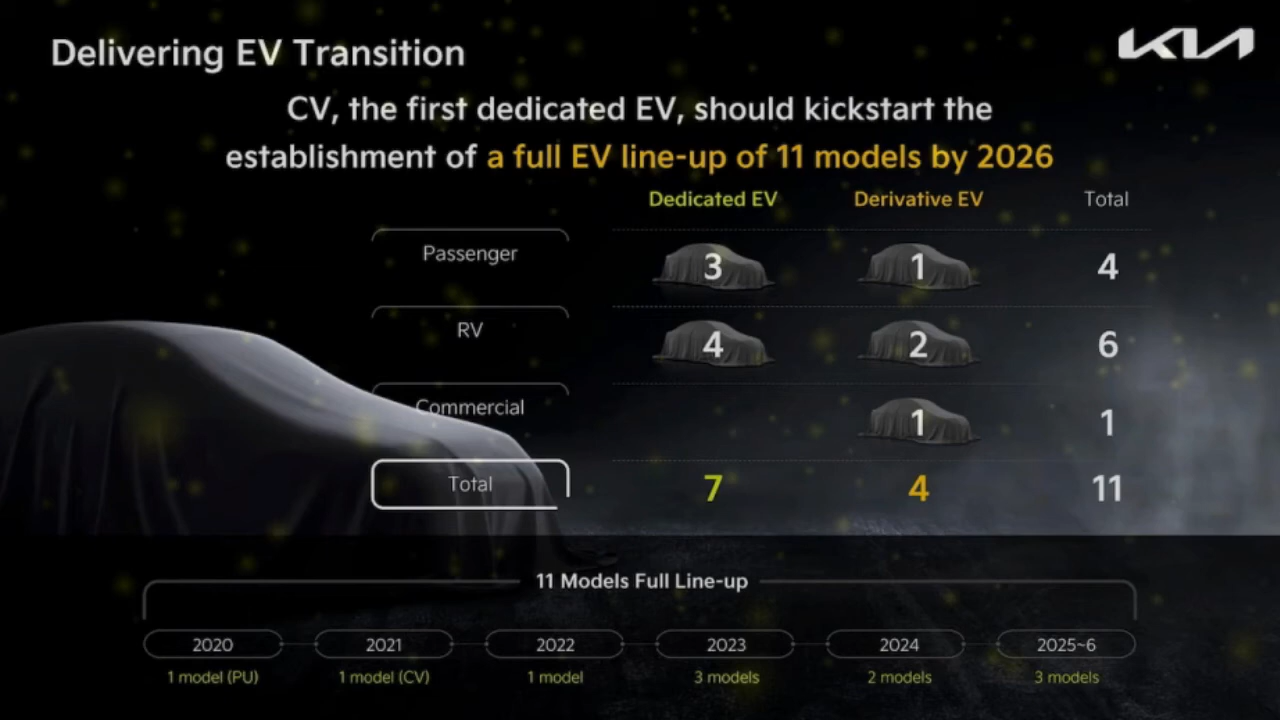 Delivering EV Transition
KIA
CV, the first dedicated EV, should kickstart the
establishment of a full EV line-up of 11 models by 2026
Dedicated EV Derivative EV Total
Passenger 3 1 4
RV 4 2 6
Commercial 1 1
Total 7 4 11
11 Models Full Line-up
2020 2021 2022 2023 2024 2025~6
1 model (PU) 1 model (CV) 1 model 3 models 2 models 3 models